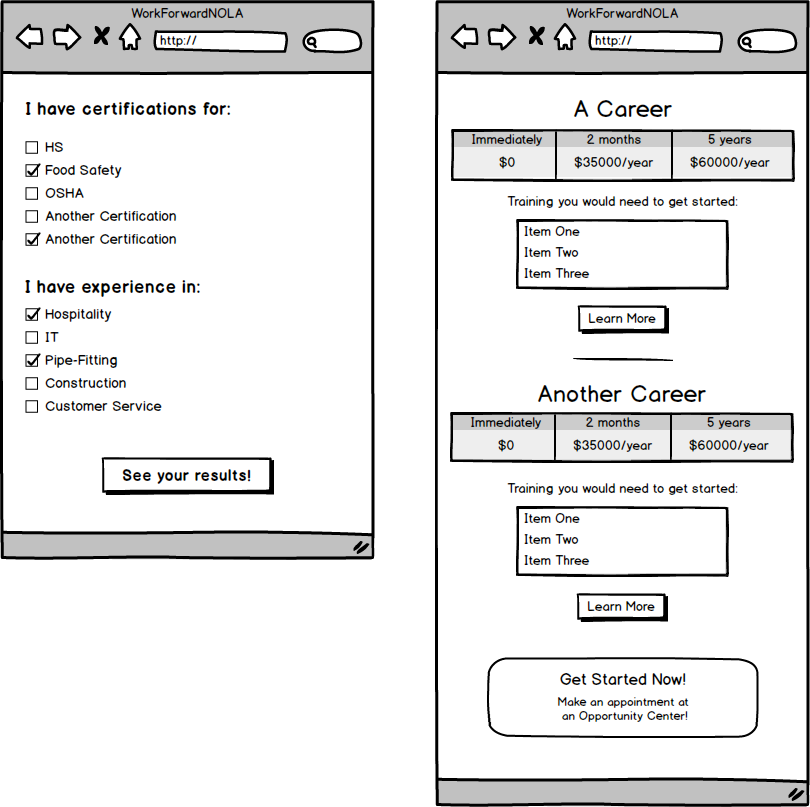 WorkForwardNOLA
http://
I have certifications for:
HS
Food Safety
OSHA
Another Certification
Another Certification
I have experience in:
Hospitality
IT
Pipe-Fitting
Construction
Customer Service
See your results!
WorkForwardNOLA
http://
A Career
Immediately 2 months 5 years
$0 $35000/year $60000/year
Training you would need to get started:
Item One
Item Two
Item Three
Learn More
Another Career
Immediately 2 months 5 years
$0 $35000/year $60000/year
Training you would need to get started:
Item One
Item Two
Item Three
Learn More
Get Started Now!
Make an appointment at
an Opportunity Center!